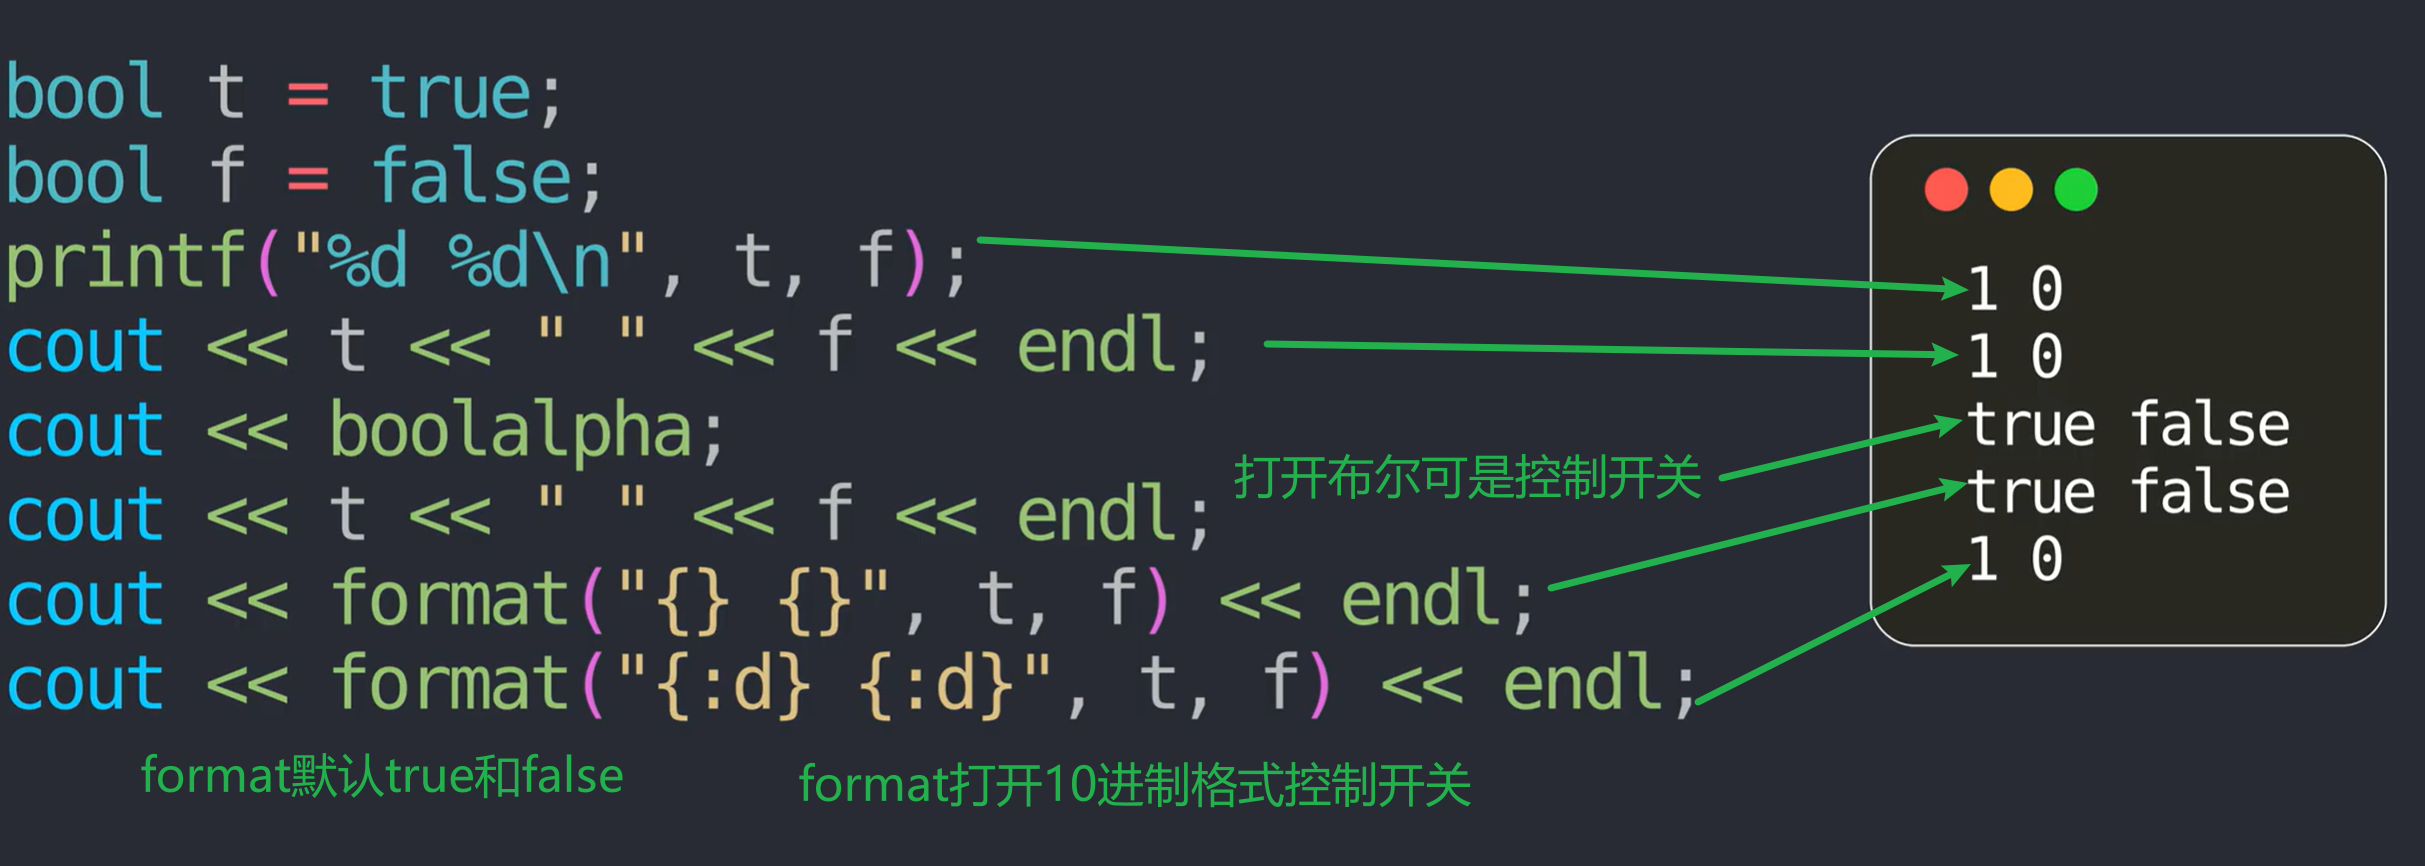 bool t = true;
bool f = false;
printf("%d %d\n", t, f);
cout << t << " " << f << endl;
cout << boolalpha;
打开布尔可是控制开关
cout << t << " " << f << endl;
cout << format("{} {}", t, f) << endl;
cout << format("{:d} {:d}", t, f) << endl;
format默认true和false
format打开10进制格式控制开关
1 0
1 0
true false
true false
1 0